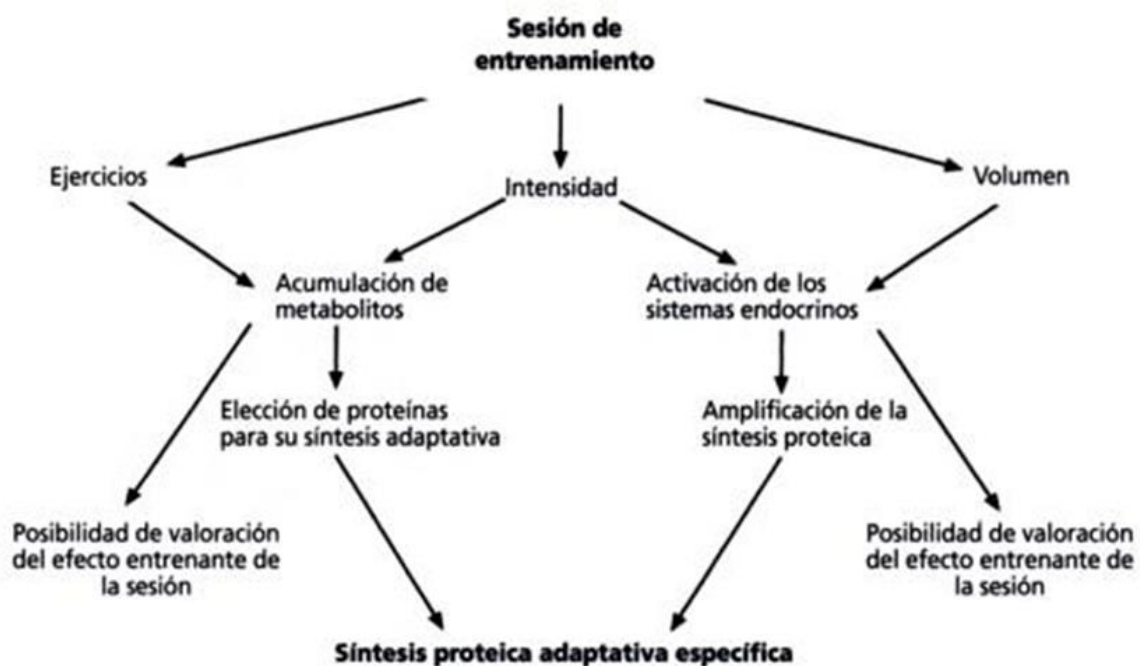 Sesión de
entrenamiento
Ejercicios
Intensidad
Volumen
Acumulación de
metabolitos
Activación de los
sistemas endocrinos
Elección de proteínas
para su síntesis adaptativa
Amplificación de la
síntesis proteica
Posibilidad de valoración
del efecto entrenante de
la sesión
Posibilidad de valoración
del efecto entrenante de
la sesión
Síntesis proteica adaptativa específica